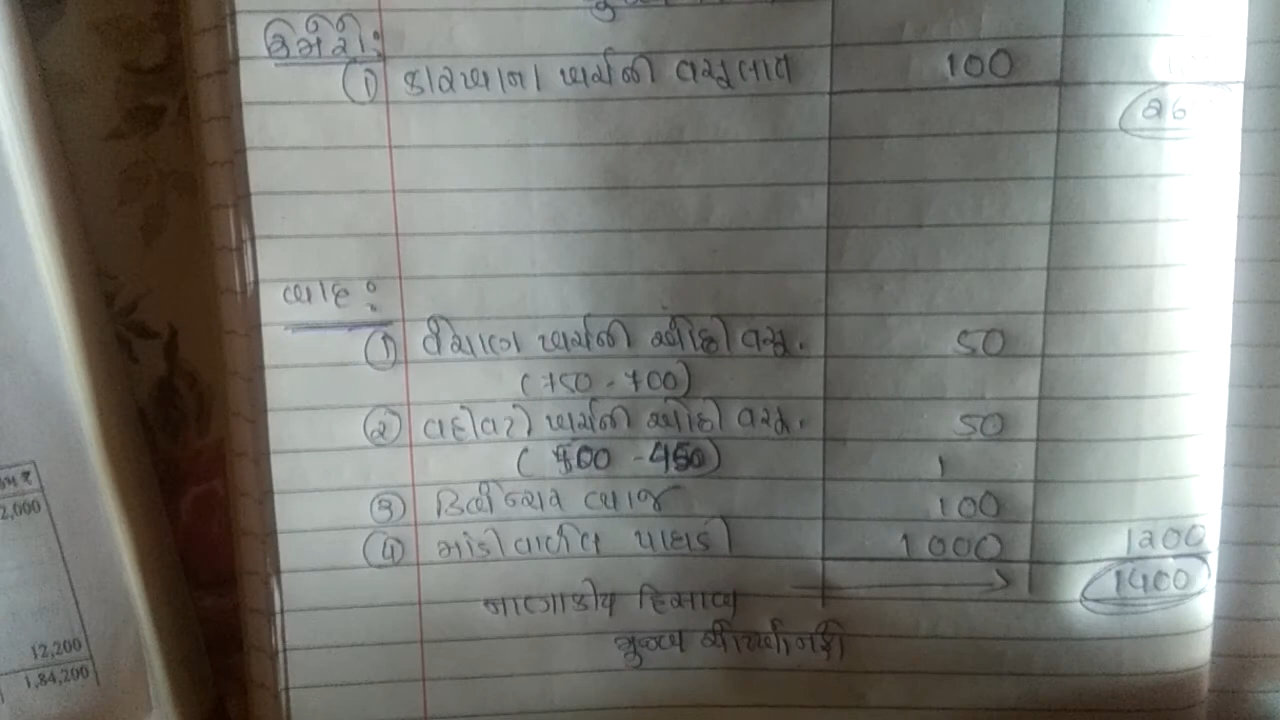 ઉમેરો:
① કારખાના ખર્ચની વસૂલાત 100
26
બાદ:
① વેચાણ ખર્ચની ઓછી વસૂ. 50
(750 - 700)
② વહીવટી ખર્ચની ઓછી વસૂ. 50
(500 - 450)
③ ડિબેન્ચર વ્યાજ 100
④ માંડી વાળેલ પાઘડી 1000 1200
1400
નાણાકીય હિસાબ
મુજબ
2,000
12,200
1,84,200